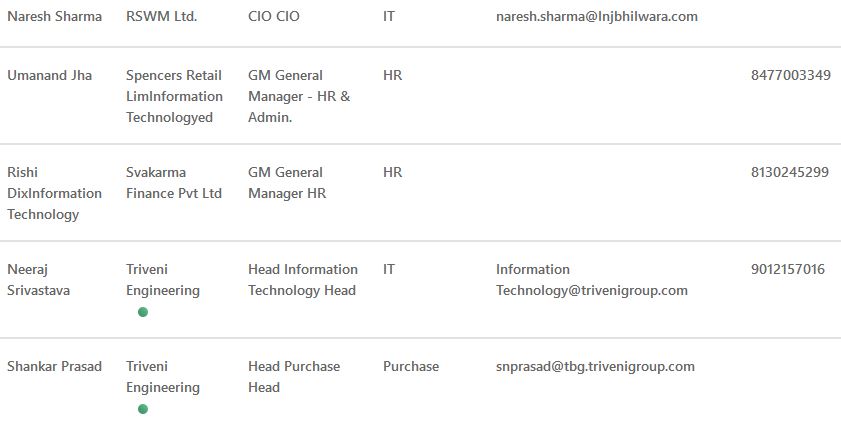 Naresh Sharma RSWM Ltd. CIO CIO IT naresh.sharma@lnjbhilwara.com
Umanand Jha Spencers Retail GM General HR 8477003349
LimInformation Manager - HR &
Technologyed Admin.
Rishi Svakarma GM General HR 8130245299
DixInformation Finance Pvt Ltd Manager HR
Technology
Neeraj Triveni Head Information IT Information 9012157016
Srivastava Engineering Technology Head Technology@trivenigroup.com
Shankar Prasad Triveni Head Purchase Purchase snprasad@tbg.trivenigroup.com
Engineering Head